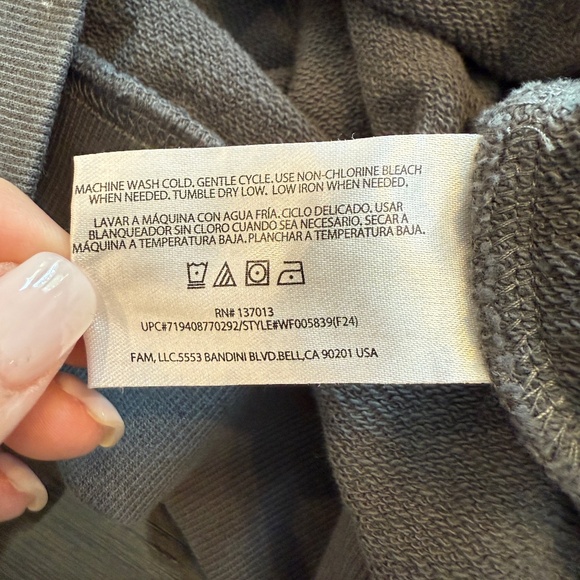 MACHINE WASH COLD. GENTLE CYCLE. USE NON-CHLORINE BLEACH
WHEN NEEDED. TUMBLE DRY LOW. LOW IRON WHEN NEEDED.
LAVAR A MÁQUINA CON AGUA FRÍA. CICLO DELICADO. USAR
BLANQUEADOR SIN CLORO CUANDO SEA NECESARIO. SECAR A
MÁQUINA A TEMPERATURA BAJA. PLANCHAR A TEMPERATURA BAJA.
RN# 137013
UPC#719408770292/STYLE#WF005839(F24)
FAM, LLC.5553 BANDINI BLVD.BELL,CA 90201 USA